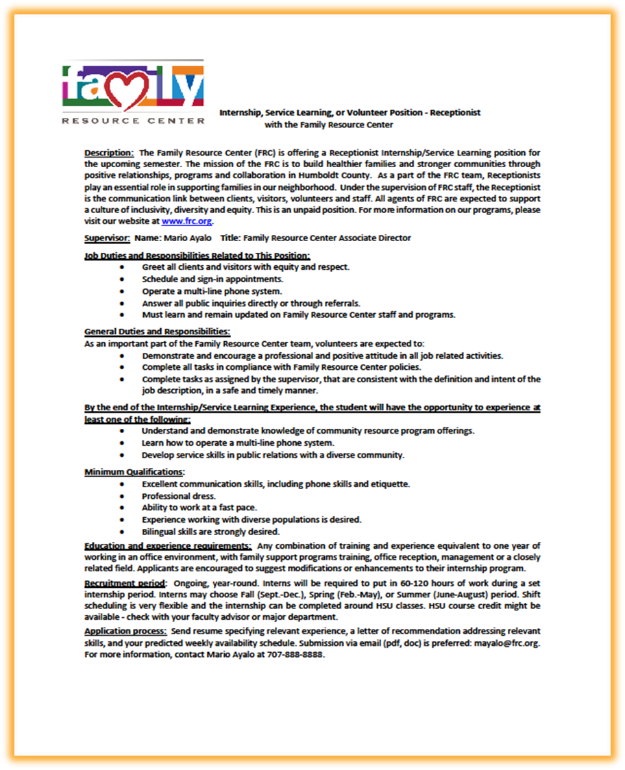 family
RESOURCE CENTER
Internship, Service Learning, or Volunteer Position - Receptionist
with the Family Resource Center
Description: The Family Resource Center (FRC) is offering a Receptionist Internship/Service Learning position for
the upcoming semester. The mission of the FRC is to build healthier families and stronger communities through
positive relationships, programs and collaboration in Humboldt County. As a part of the FRC team, Receptionists
play an essential role in supporting families in our neighborhood. Under the supervision of FRC staff, the Receptionist
is the communication link between clients, visitors, volunteers and staff. All agents of FRC are expected to support
a culture of inclusivity, diversity and equity. This is an unpaid position. For more information on our programs, please
visit our website at www.frc.org.
Supervisor: Name: Mario Ayalo Title: Family Resource Center Associate Director
Job Duties and Responsibilities Related to This Position:
• Greet all clients and visitors with equity and respect.
• Schedule and sign-in appointments.
• Operate a multi-line phone system.
• Answer all public inquiries directly or through referrals.
• Must learn and remain updated on Family Resource Center staff and programs.
General Duties and Responsibilities:
As an important part of the Family Resource Center team, volunteers are expected to:
• Demonstrate and encourage a professional and positive attitude in all job related activities.
• Complete all tasks in compliance with Family Resource Center policies.
• Complete tasks as assigned by the supervisor, that are consistent with the definition and intent of the
job description, in a safe and timely manner.
By the end of the Internship/Service Learning Experience, the student will have the opportunity to experience at
least one of the following:
• Understand and demonstrate knowledge of community resource program offerings.
• Learn how to operate a multi-line phone system.
• Develop service skills in public relations with a diverse community.
Minimum Qualifications:
• Excellent communication skills, including phone skills and etiquette.
• Professional dress.
• Ability to work at a fast pace.
• Experience working with diverse populations is desired.
• Bilingual skills are strongly desired.
Education and experience requirements: Any combination of training and experience equivalent to one year of
working in an office environment, with family support programs training, office reception, management or a closely
related field. Applicants are encouraged to suggest modifications or enhancements to their internship program.
Recruitment period: Ongoing, year-round. Interns will be required to put in 60-120 hours of work during a set
internship period. Interns may choose Fall (Sept.-Dec.), Spring (Feb.-May), or Summer (June-August) period. Shift
scheduling is very flexible and the internship can be completed around HSU classes. HSU course credit might be
available - check with your faculty advisor or major department.
Application process: Send resume specifying relevant experience, a letter of recommendation addressing relevant
skills, and your predicted weekly availability schedule. Submission via email (pdf, doc) is preferred: mayalo@frc.org.
For more information, contact Mario Ayalo at 707-888-8888.